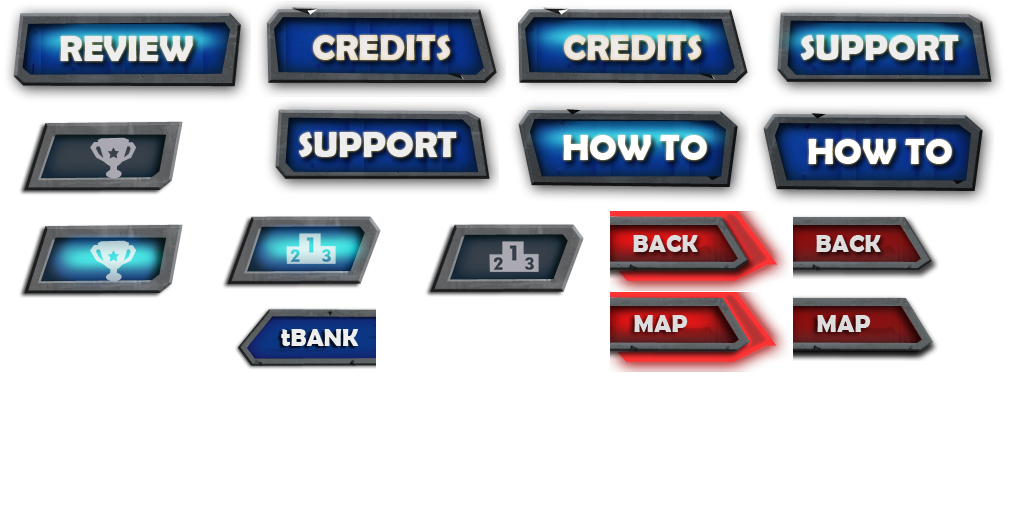 REVIEW
CREDITS
CREDITS
SUPPORT
SUPPORT
HOW TO
HOW TO
1
2 3
1
2 3
BACK
BACK
tBANK
MAP
MAP